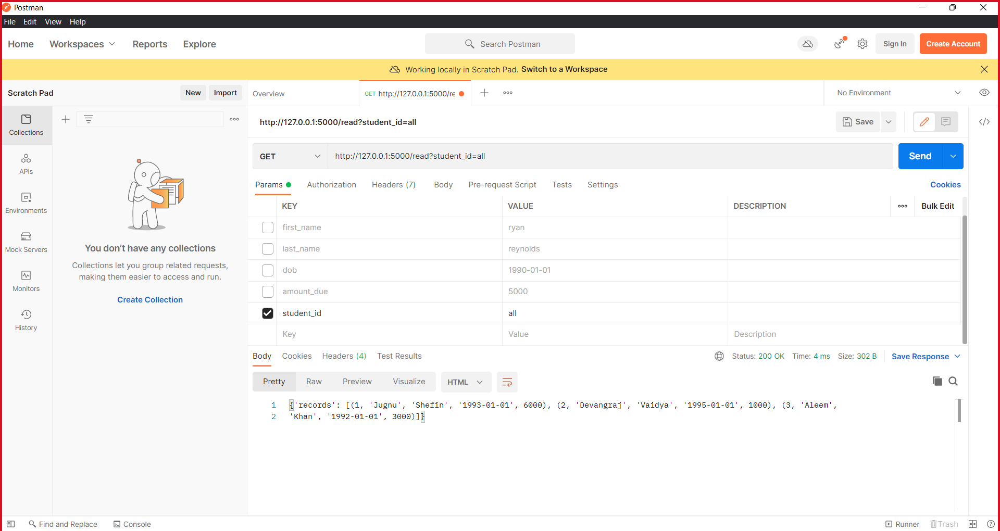 Postman
File Edit View Help
Home Workspaces Reports Explore
Search Postman
Sign In
Create Account
Working locally in Scratch Pad. Switch to a Workspace
Scratch Pad
New
Import
Overview
GET http://127.0.0.1:5000/re
No Environment
Collections
APIs
Environments
Mock Servers
Monitors
History
You don’t have any collections
Collections let you group related requests,
making them easier to access and run.
Create Collection
http://127.0.0.1:5000/read?student_id=all
Save
GET
http://127.0.0.1:5000/read?student_id=all
Send
Params Authorization Headers (7) Body Pre-request Script Tests Settings
Cookies
KEY VALUE DESCRIPTION Bulk Edit
first_name ryan
last_name reynolds
dob 1990-01-01
amount_due 5000
student_id all
Key Value Description
Body Cookies Headers (4) Test Results
Status: 200 OK Time: 4 ms Size: 302 B
Save Response
Pretty Raw Preview Visualize HTML
1 {'records': [(1, 'Jugnu', 'Shefin', '1993-01-01', 6000), (2, 'Devangraj', 'Vaidya', '1995-01-01', 1000), (3, 'Aleem',
2 'Khan', '1992-01-01', 3000)]}
Find and Replace Console
Runner Trash